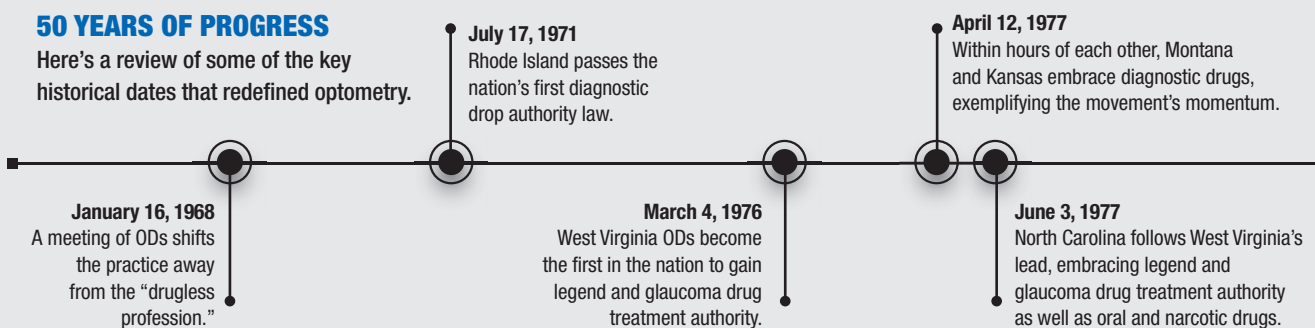 50 YEARS OF PROGRESS
Here’s a review of some of the key
historical dates that redefined optometry.
January 16, 1968
A meeting of ODs shifts
the practice away
from the “drugless
profession.”
July 17, 1971
Rhode Island passes the
nation’s first diagnostic
drop authority law.
March 4, 1976
West Virginia ODs become
the first in the nation to gain
legend and glaucoma drug
treatment authority.
April 12, 1977
Within hours of each other, Montana
and Kansas embrace diagnostic drugs,
exemplifying the movement’s momentum.
June 3, 1977
North Carolina follows West Virginia’s
lead, embracing legend and
glaucoma drug treatment authority
as well as oral and narcotic drugs.